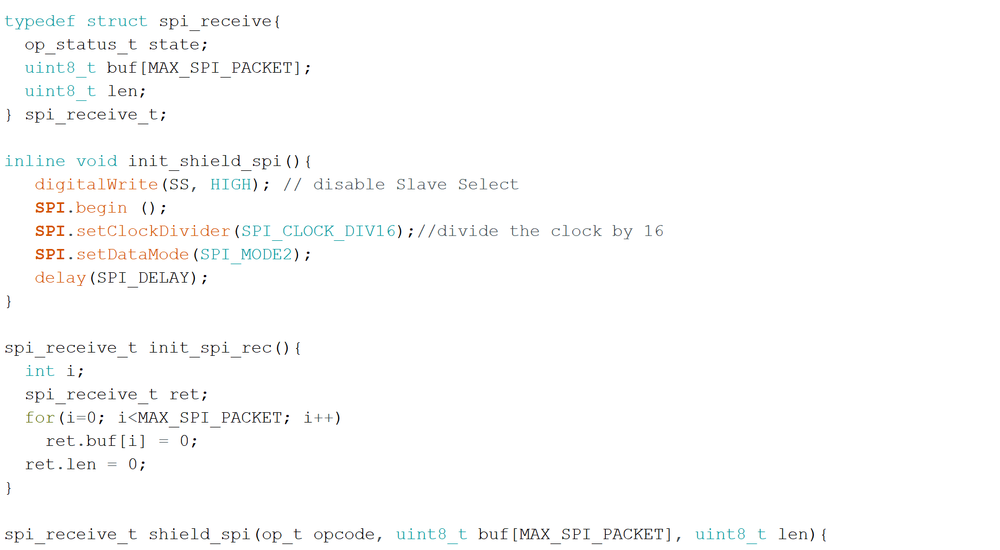 typedef struct spi_receive{
  op_status_t state;
  uint8_t buf[MAX_SPI_PACKET];
  uint8_t len;
} spi_receive_t;

inline void init_shield_spi(){
   digitalWrite(SS, HIGH); // disable Slave Select
   SPI.begin ();
   SPI.setClockDivider(SPI_CLOCK_DIV16);//divide the clock by 16
   SPI.setDataMode(SPI_MODE2);
   delay(SPI_DELAY);
}

spi_receive_t init_spi_rec(){
  int i;
  spi_receive_t ret;
  for(i=0; i<MAX_SPI_PACKET; i++)
    ret.buf[i] = 0;
  ret.len = 0;
}

spi_receive_t shield_spi(op_t opcode, uint8_t buf[MAX_SPI_PACKET], uint8_t len){